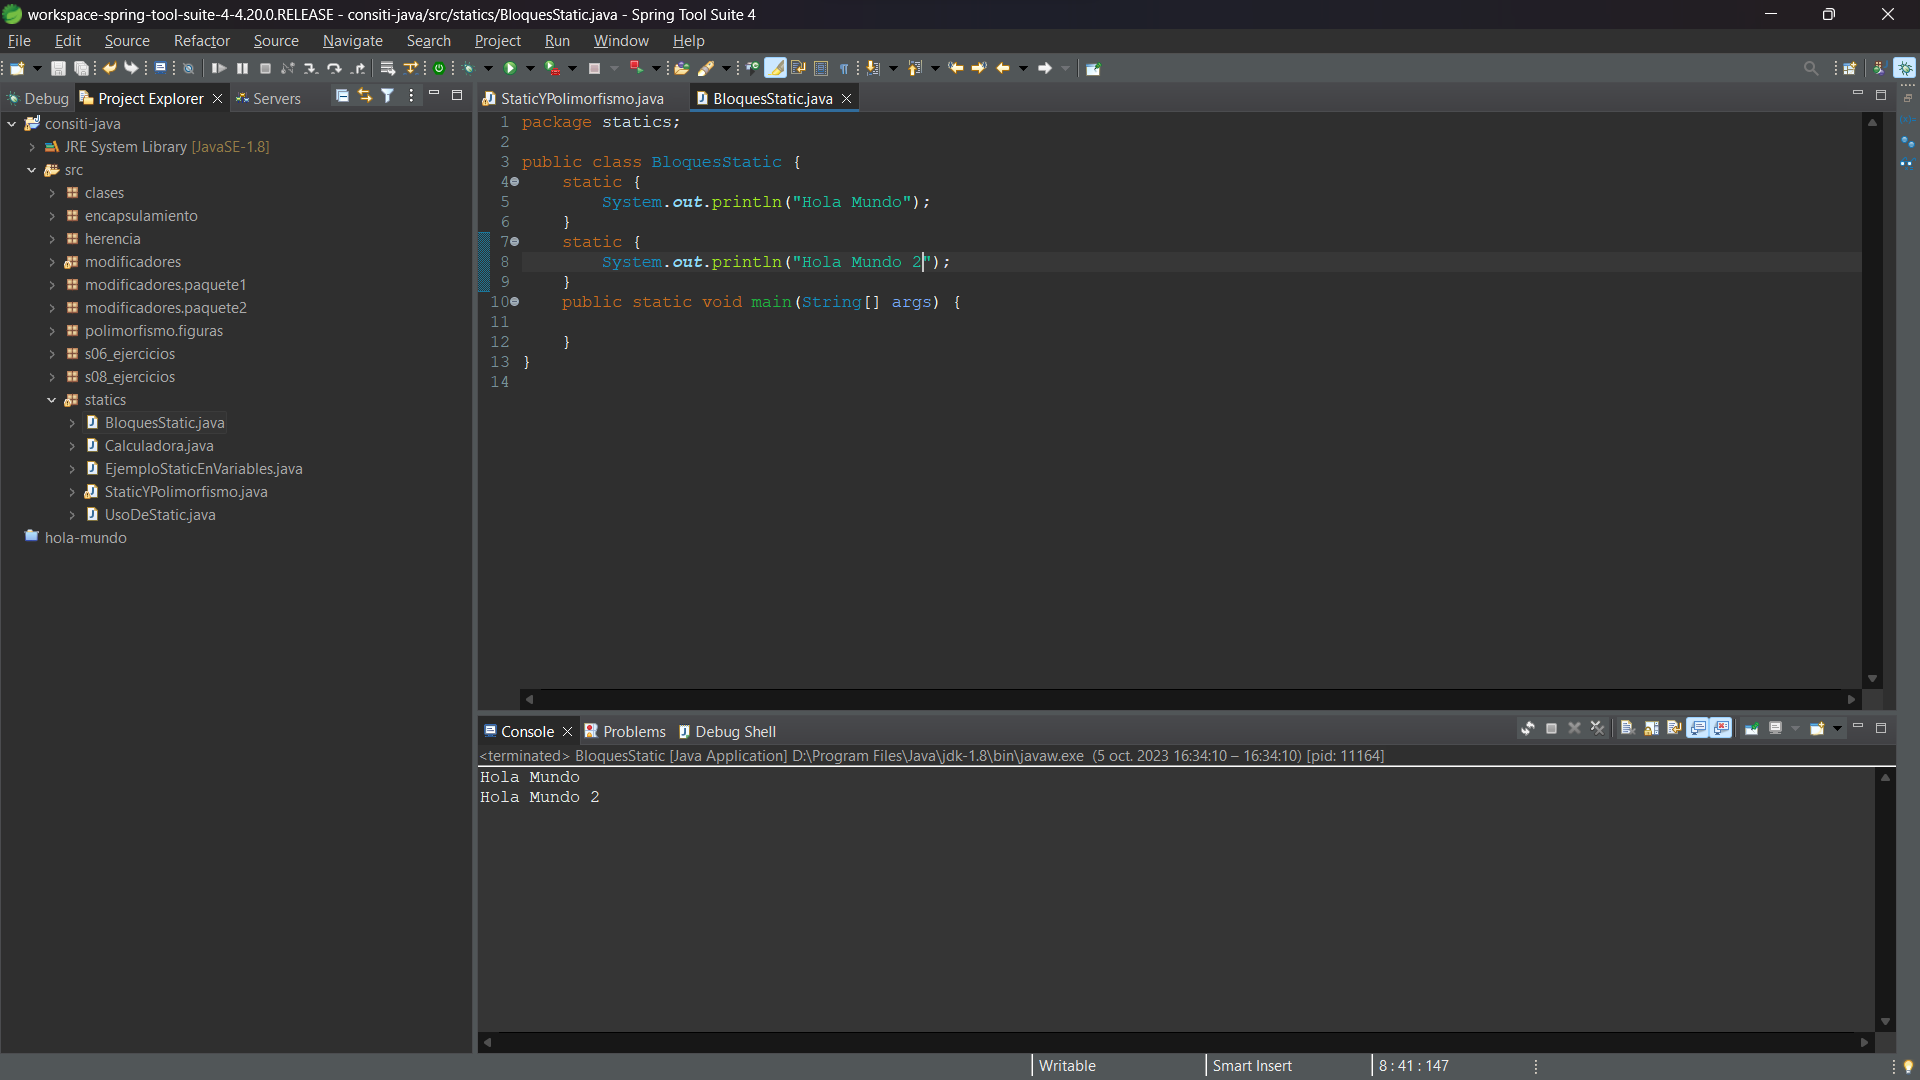 workspace-spring-tool-suite-4-4.20.0.RELEASE - consiti-java/src/statics/BloquesStatic.java - Spring Tool Suite 4
File Edit Source Refactor Source Navigate Search Project Run Window Help
Debug Project Explorer Servers
consiti-java
JRE System Library [JavaSE-1.8]
src
clases
encapsulamiento
herencia
modificadores
modificadores.paquete1
modificadores.paquete2
polimorfismo.figuras
s06_ejercicios
s08_ejercicios
statics
BloquesStatic.java
Calculadora.java
EjemploStaticEnVariables.java
StaticYPolimorfismo.java
UsoDeStatic.java
hola-mundo
StaticYPolimorfismo.java BloquesStatic.java
1 package statics;
2
3 public class BloquesStatic {
4 static {
5 System.out.println("Hola Mundo");
6 }
7 static {
8 System.out.println("Hola Mundo 2");
9 }
10 public static void main(String[] args) {
11
12 }
13 }
14
Console Problems Debug Shell
<terminated> BloquesStatic [Java Application] D:\Program Files\Java\jdk-1.8\bin\javaw.exe (5 oct. 2023 16:34:10 – 16:34:10) [pid: 11164]
Hola Mundo
Hola Mundo 2
Writable Smart Insert 8 : 41 : 147